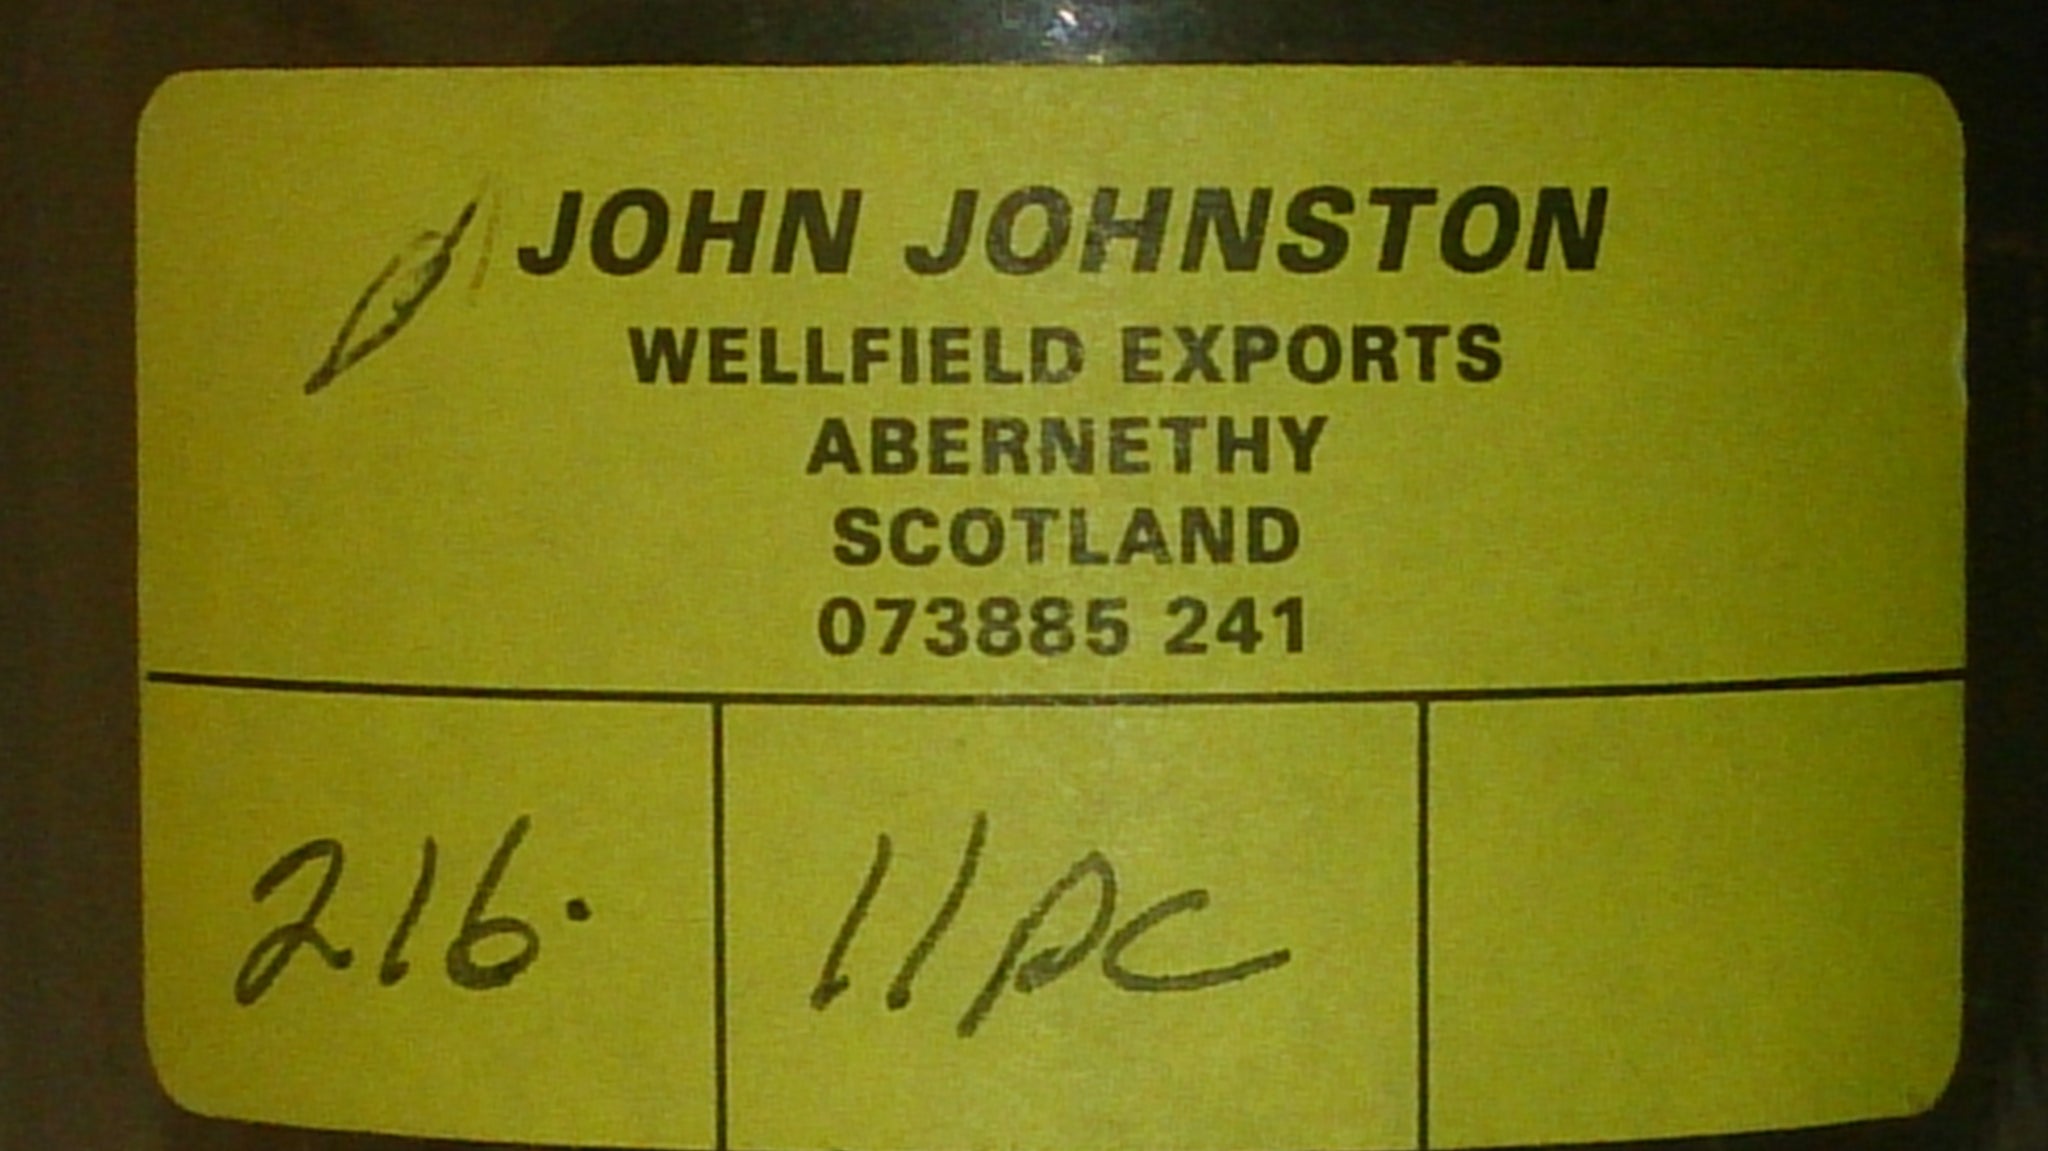 JOHN JOHNSTON
WELLFIELD EXPORTS
ABERNETHY
SCOTLAND
073885 241
216.
11pc